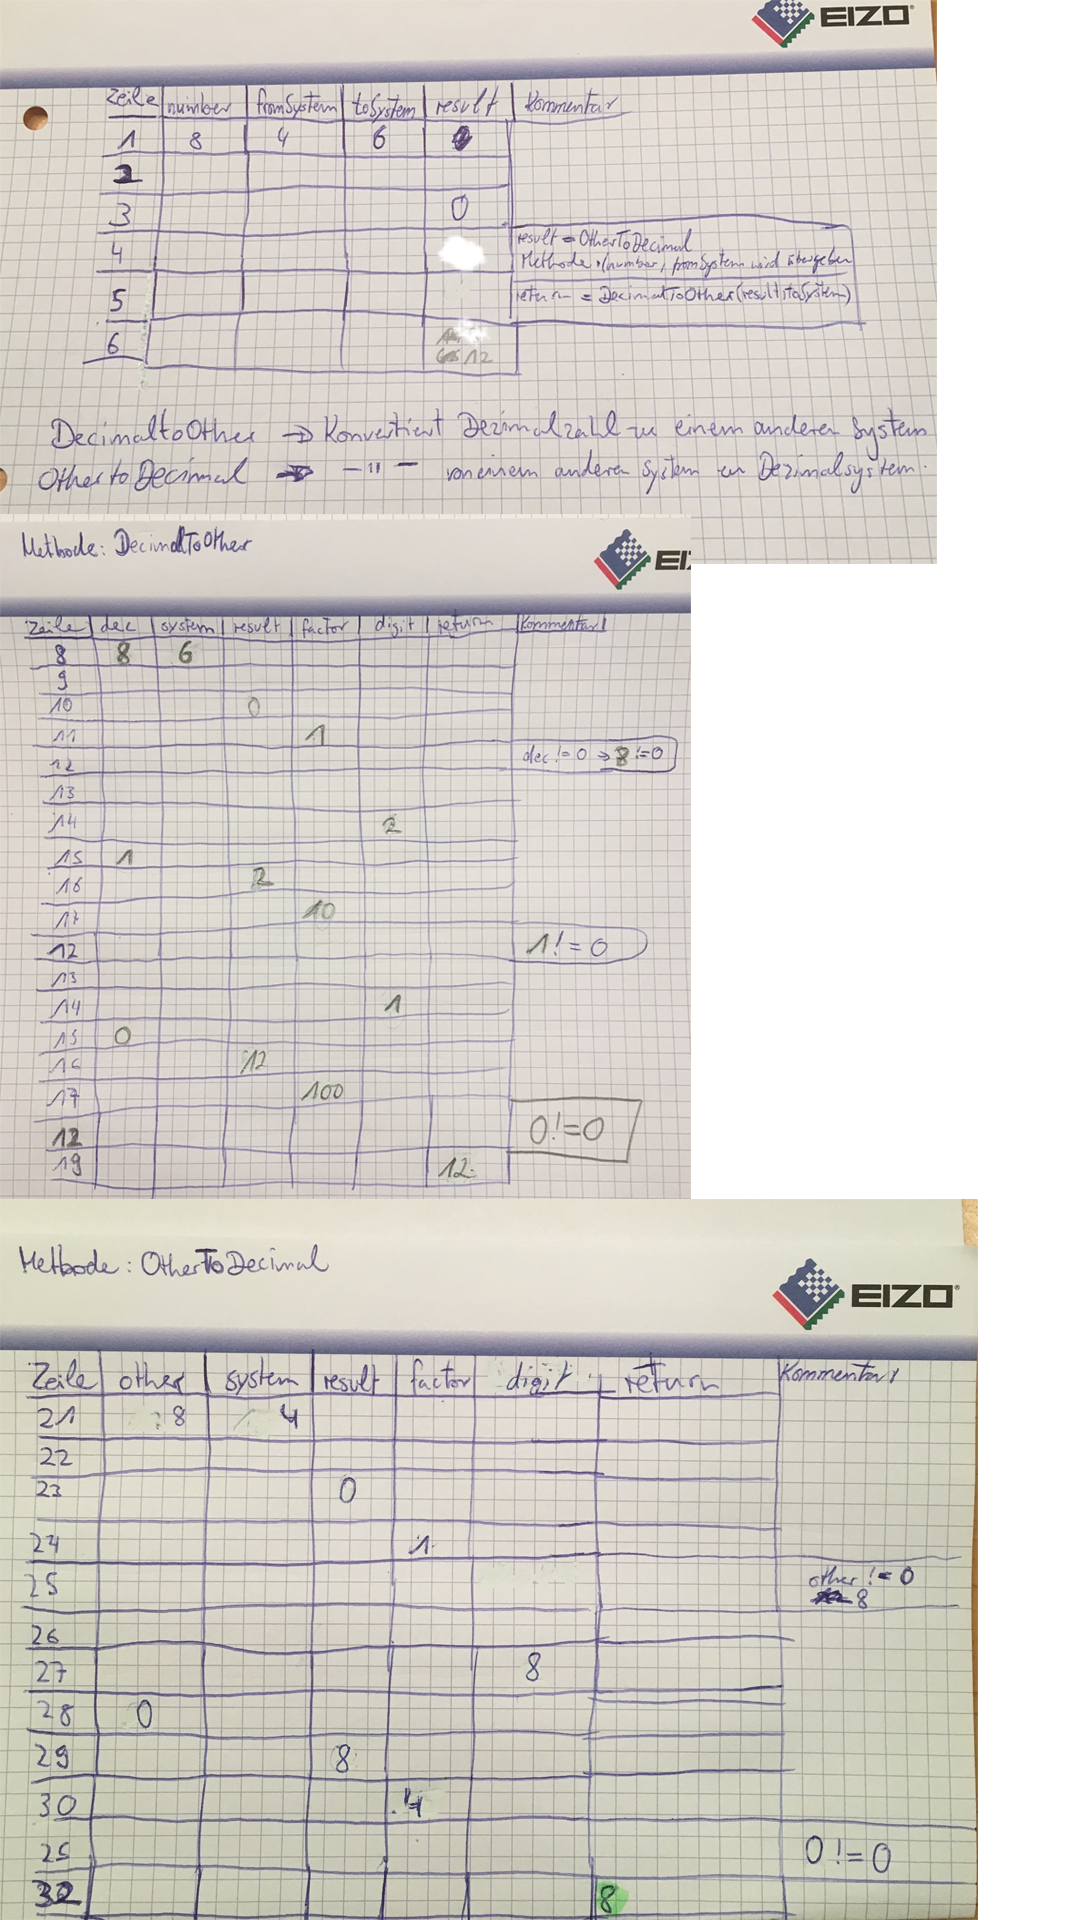 EIZO
Zeile number fromSystem toSystem result Kommentar
1 8 4 6
2
3 0
4 result = OtherToDecimal
Methode (number, fromSystem wird übergeben
5 return = DecimalToOther(result, toSystem)
6 12
DecimaltoOther → Konvertiert Dezimalzahl zu einem anderen System
OthertoDecimal → -"- von einem anderen System zu Dezimalsystem.
Methode: DecimalToOther
EIZ
Zeile dec system result factor digit return Kommentar
8 8 6
9
10 0
11 1
12 dec != 0 → 8 != 0
13
14 2
15 1
16 2
17 10
12 1 != 0
13
14 1
15 0
16 12
17 100
12 0 != 0
19 12
Methode: OtherToDecimal
EIZO
Zeile other system result factor digit return Kommentar
21 8 4
22
23 0
24 1
25 other != 0
8
26
27 8
28 0
29 8
30 4
25 0 != 0
32 8